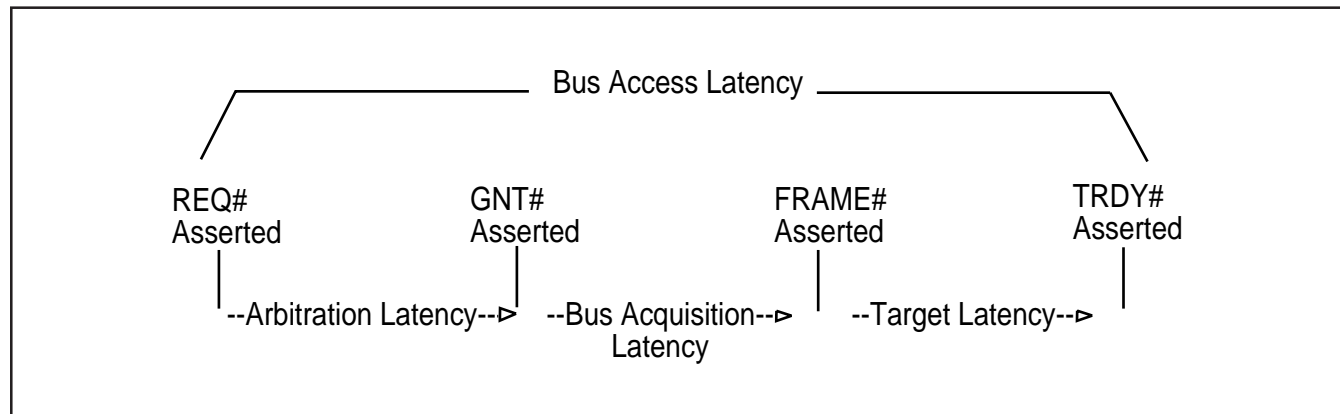 Bus Access Latency
REQ# GNT# FRAME# TRDY#
Asserted Asserted Asserted Asserted
--Arbitration Latency-- --Bus Acquisition-- --Target Latency--
Latency